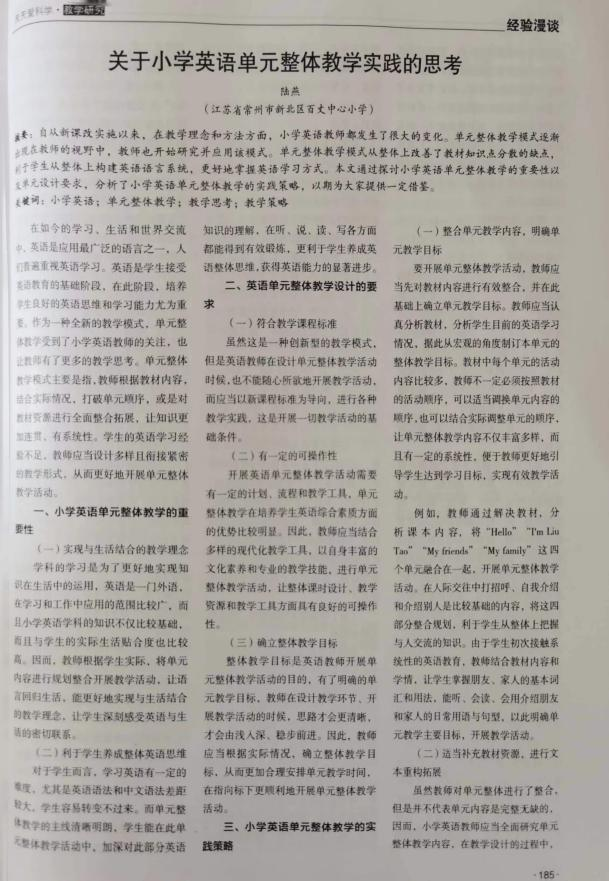 天天爱科学·教学研究
经验漫谈
关于小学英语单元整体教学实践的思考
陆燕
（江苏省常州市新北区百丈中心小学）
摘要：自从新课改实施以来，在教学理念和方法方面，小学英语教师都发生了很大的变化。单元整体教学模式逐渐
出现在教师的视野中，教师也开始研究并应用该模式。单元整体教学模式从整体上改善了教材知识点分散的缺点，
利于学生从整体上构建英语语言系统，更好地掌握英语学习方式。本文通过探讨小学英语单元整体教学的重要性以
及单元设计要求，分析了小学英语单元整体教学的实践策略，以期为大家提供一定借鉴。
关键词：小学英语；单元整体教学；教学思考；教学策略
在如今的学习、生活和世界交流
中，英语是应用最广泛的语言之一，人
们普遍重视英语学习。英语是学生接受
英语教育的基础阶段，在此阶段，培养
学生良好的英语思维和学习能力尤为重
要。作为一种全新的教学模式，单元整
体教学受到了小学英语教师的关注，也
让教师有了更多的教学思考。单元整体
教学模式主要是指，教师根据教材内容，
结合实际情况，打破单元顺序，或是对
教材资源进行全面整合拓展，让知识更
加连贯，有系统性。学生的英语学习经
验不足，教师应当设计多样且衔接紧密
的教学形式，从而更好地开展单元整体
教学活动。
一、小学英语单元整体教学的重
要性
（一）实现与生活结合的教学理念
学科的学习是为了更好地实现知
识在生活中的运用，英语是一门外语，
在学习和工作中应用的范围比较广，而
且小学英语学科的知识不仅比较基础，
而且与学生的实际生活贴合度也比较
高。因而，教师根据学生实际，将单元
内容进行规划整合开展教学活动，让语
言回归生活，能更好地实现与生活结合
的教学理念，让学生深刻感受英语与生
活的密切联系。
（二）利于学生养成整体英语思维
对于学生而言，学习英语有一定的
难度，尤其是英语语法和中文语法差距
较大，学生容易转变不过来。而单元整
体教学的主线清晰明朗，学生能在此单
元整体教学活动中，加深对此部分英语
知识的理解，在听、说、读、写各方面
都能得到有效锻炼，更利于学生养成英
语整体思维，获得英语能力的显著进步。
二、英语单元整体教学设计的要
求
（一）符合教学课程标准
虽然这是一种创新型的教学模式，
但是英语教师在设计单元整体教学活动
时候，也不能随心所欲地开展教学活动，
而应当以新课程标准为导向，进行各种
教学实践，这是开展一切教学活动的基
础条件。
（二）有一定的可操作性
开展英语单元整体教学活动需要
有一定的计划、流程和教学工具，单元
整体教学在培养学生英语综合素质方面
的优势比较明显。因此，教师应当结合
多样的现代化教学工具，以自身丰富的
文化素养和专业的教学技能，进行单元
整体教学活动，让整体课时设计、教学
资源和教学工具方面具有良好的可操作
性。
（三）确立整体教学目标
整体教学目标是英语教师开展单
元整体教学活动的目的，有了明确的单
元教学目标，教师在设计教学环节、开
展教学活动的时候，思路才会更清晰，
才会由浅入深、稳步前进。因此，教师
应当根据实际情况，确立整体教学目
标，从而更加合理安排单元教学时间，
在指向标下更顺利地开展单元整体教学
活动。
三、小学英语单元整体教学的实
践策略
（一）整合单元教学内容，明确单
元教学目标
要开展单元整体教学活动，教师应
当先对教材内容进行有效整合，并在此
基础上确立单元教学目标。教师应当认
真分析教材，分析学生目前的英语学习
情况，据此从宏观的角度制订本单元的
整体教学目标。教材中每个单元的活动
内容比较多，教师不一定必须按照教材
的活动顺序，可以适当调换单元内容的
顺序，也可以结合实际调整单元的顺序，
让单元整体教学内容不仅丰富多样，而
且有一定的系统性，便于教师更好地引
导学生达到学习目标，实现有效教学活
动。
例如，教师通过解决教材，分
析课本内容，将“Hello”“I'm Liu
Tao”“My friends”“My family”这四
个单元融合在一起，开展单元整体教学
活动。在人际交往中打招呼、自我介绍
和介绍别人是比较基础的内容，将这四
部分整合规划，利于学生从整体上把握
与人交流的知识。由于学生初次接触系
统性的英语教育，教师结合教材内容和
学情，让学生掌握朋友、家人的基本词
汇和用法，能听、会读、会用介绍朋友
和家人的日常用语与句型，以此明确单
元教学主要目标，开展教学活动。
（二）适当补充教材资源，进行文
本重构拓展
虽然教师对单元整体进行了整合，
但是并不代表单元内容是完整无缺的，
因而，小学英语教师应当全面研究单元
整体教学内容，在教学设计的过程中，
·185·